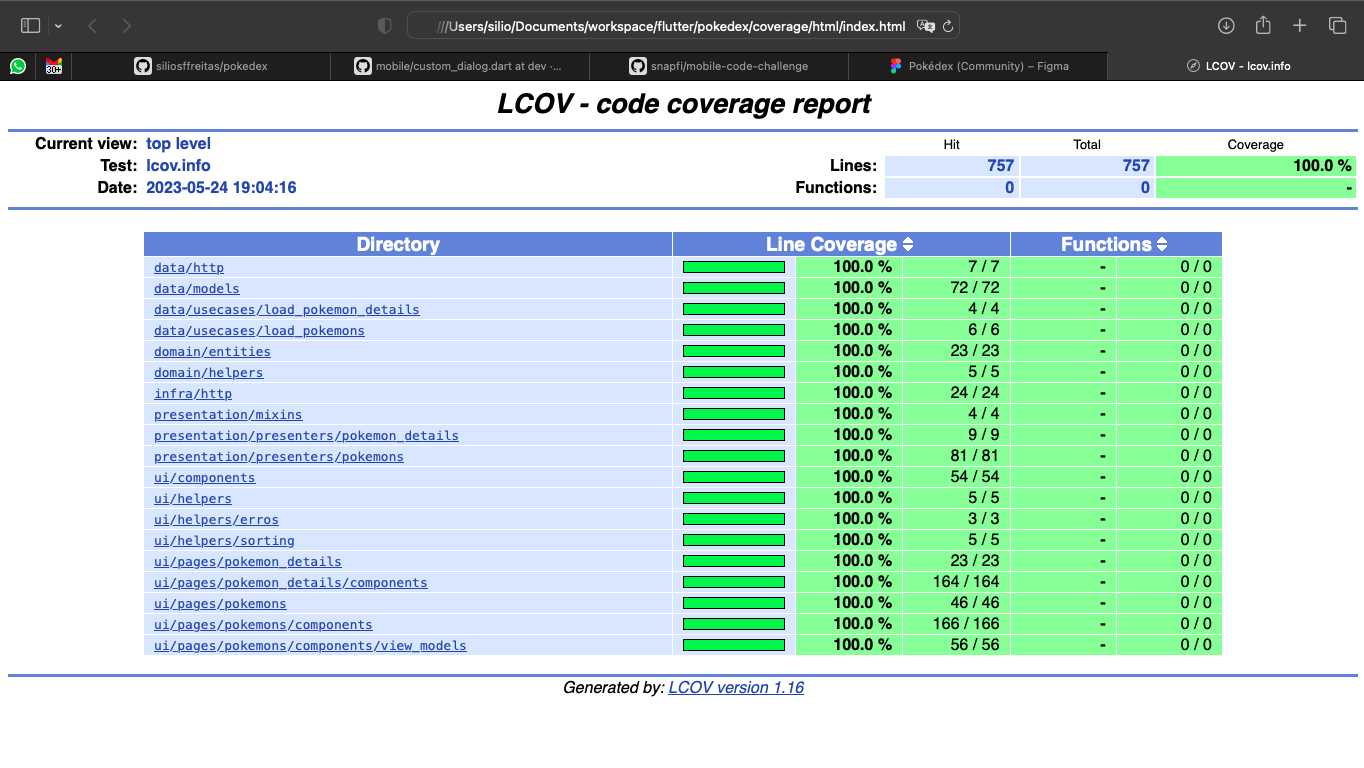 ///Users/silio/Documents/workspace/flutter/pokedex/coverage/html/index.html
30+ siliosffreitas/pokedex mobile/custom_dialog.dart at dev ·... snapfi/mobile-code-challenge Pokédex (Community) – Figma LCOV - lcov.info
LCOV - code coverage report
Current view: top level Hit Total Coverage
Test: lcov.info Lines: 757 757 100.0 %
Date: 2023-05-24 19:04:16 Functions: 0 0 -
Directory Line Coverage Functions
data/http 100.0 % 7 / 7 - 0 / 0
data/models 100.0 % 72 / 72 - 0 / 0
data/usecases/load_pokemon_details 100.0 % 4 / 4 - 0 / 0
data/usecases/load_pokemons 100.0 % 6 / 6 - 0 / 0
domain/entities 100.0 % 23 / 23 - 0 / 0
domain/helpers 100.0 % 5 / 5 - 0 / 0
infra/http 100.0 % 24 / 24 - 0 / 0
presentation/mixins 100.0 % 4 / 4 - 0 / 0
presentation/presenters/pokemon_details 100.0 % 9 / 9 - 0 / 0
presentation/presenters/pokemons 100.0 % 81 / 81 - 0 / 0
ui/components 100.0 % 54 / 54 - 0 / 0
ui/helpers 100.0 % 5 / 5 - 0 / 0
ui/helpers/erros 100.0 % 3 / 3 - 0 / 0
ui/helpers/sorting 100.0 % 5 / 5 - 0 / 0
ui/pages/pokemon_details 100.0 % 23 / 23 - 0 / 0
ui/pages/pokemon_details/components 100.0 % 164 / 164 - 0 / 0
ui/pages/pokemons 100.0 % 46 / 46 - 0 / 0
ui/pages/pokemons/components 100.0 % 166 / 166 - 0 / 0
ui/pages/pokemons/components/view_models 100.0 % 56 / 56 - 0 / 0
Generated by: LCOV version 1.16